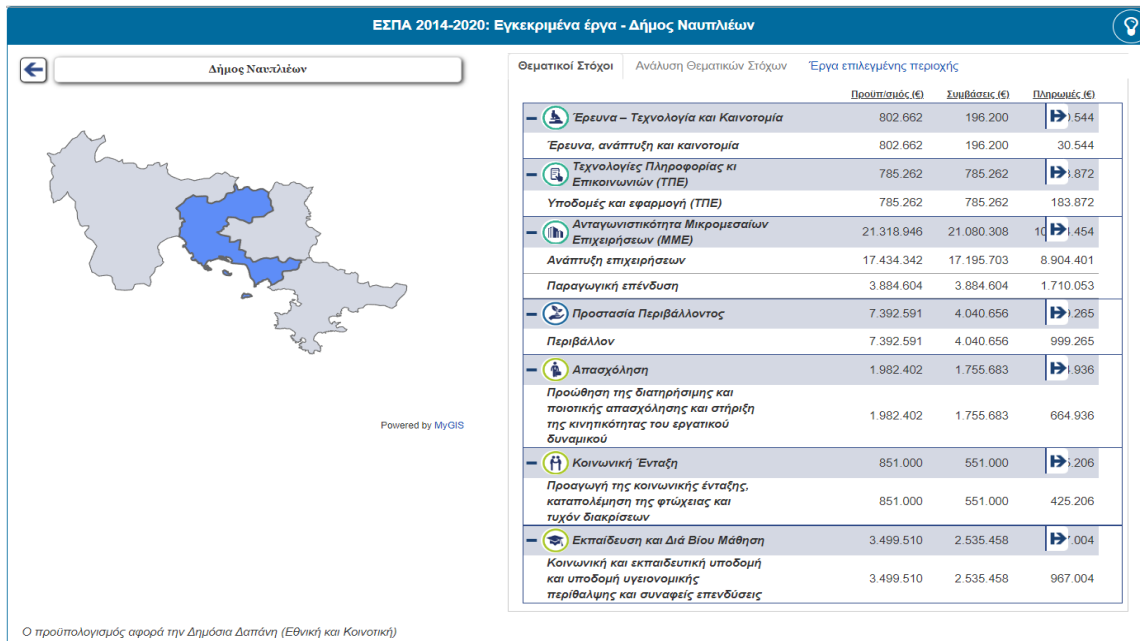 ΕΣΠΑ 2014-2020: Εγκεκριμένα έργα - Δήμος Ναυπλιέων
Δήμος Ναυπλιέων
Powered by MyGIS
Θεματικοί Στόχοι Ανάλυση Θεματικών Στόχων Έργα επιλεγμένης περιοχής
Προϋπ/σμός (€) Συμβάσεις (€) Πληρωμές (€)
Έρευνα – Τεχνολογία και Καινοτομία 802.662 196.200 .544
Έρευνα, ανάπτυξη και καινοτομία 802.662 196.200 30.544
Τεχνολογίες Πληροφορίας κι
Επικοινωνιών (ΤΠΕ) 785.262 785.262 .872
Υποδομές και εφαρμογή (ΤΠΕ) 785.262 785.262 183.872
Ανταγωνιστικότητα Μικρομεσαίων
Επιχειρήσεων (ΜΜΕ) 21.318.946 21.080.308 10 .454
Ανάπτυξη επιχειρήσεων 17.434.342 17.195.703 8.904.401
Παραγωγική επένδυση 3.884.604 3.884.604 1.710.053
Προστασία Περιβάλλοντος 7.392.591 4.040.656 .265
Περιβάλλον 7.392.591 4.040.656 999.265
Απασχόληση 1.982.402 1.755.683 .936
Προώθηση της διατηρήσιμης και
ποιοτικής απασχόλησης και στήριξη
της κινητικότητας του εργατικού
δυναμικού 1.982.402 1.755.683 664.936
Κοινωνική Ένταξη 851.000 551.000 .206
Προαγωγή της κοινωνικής ένταξης,
καταπολέμηση της φτώχειας και
τυχόν διακρίσεων 851.000 551.000 425.206
Εκπαίδευση και Διά Βίου Μάθηση 3.499.510 2.535.458 .004
Κοινωνική και εκπαιδευτική υποδομή
και υποδομή υγειονομικής
περίθαλψης και συναφείς επενδύσεις 3.499.510 2.535.458 967.004
Ο προϋπολογισμός αφορά την Δημόσια Δαπάνη (Εθνική και Κοινοτική)